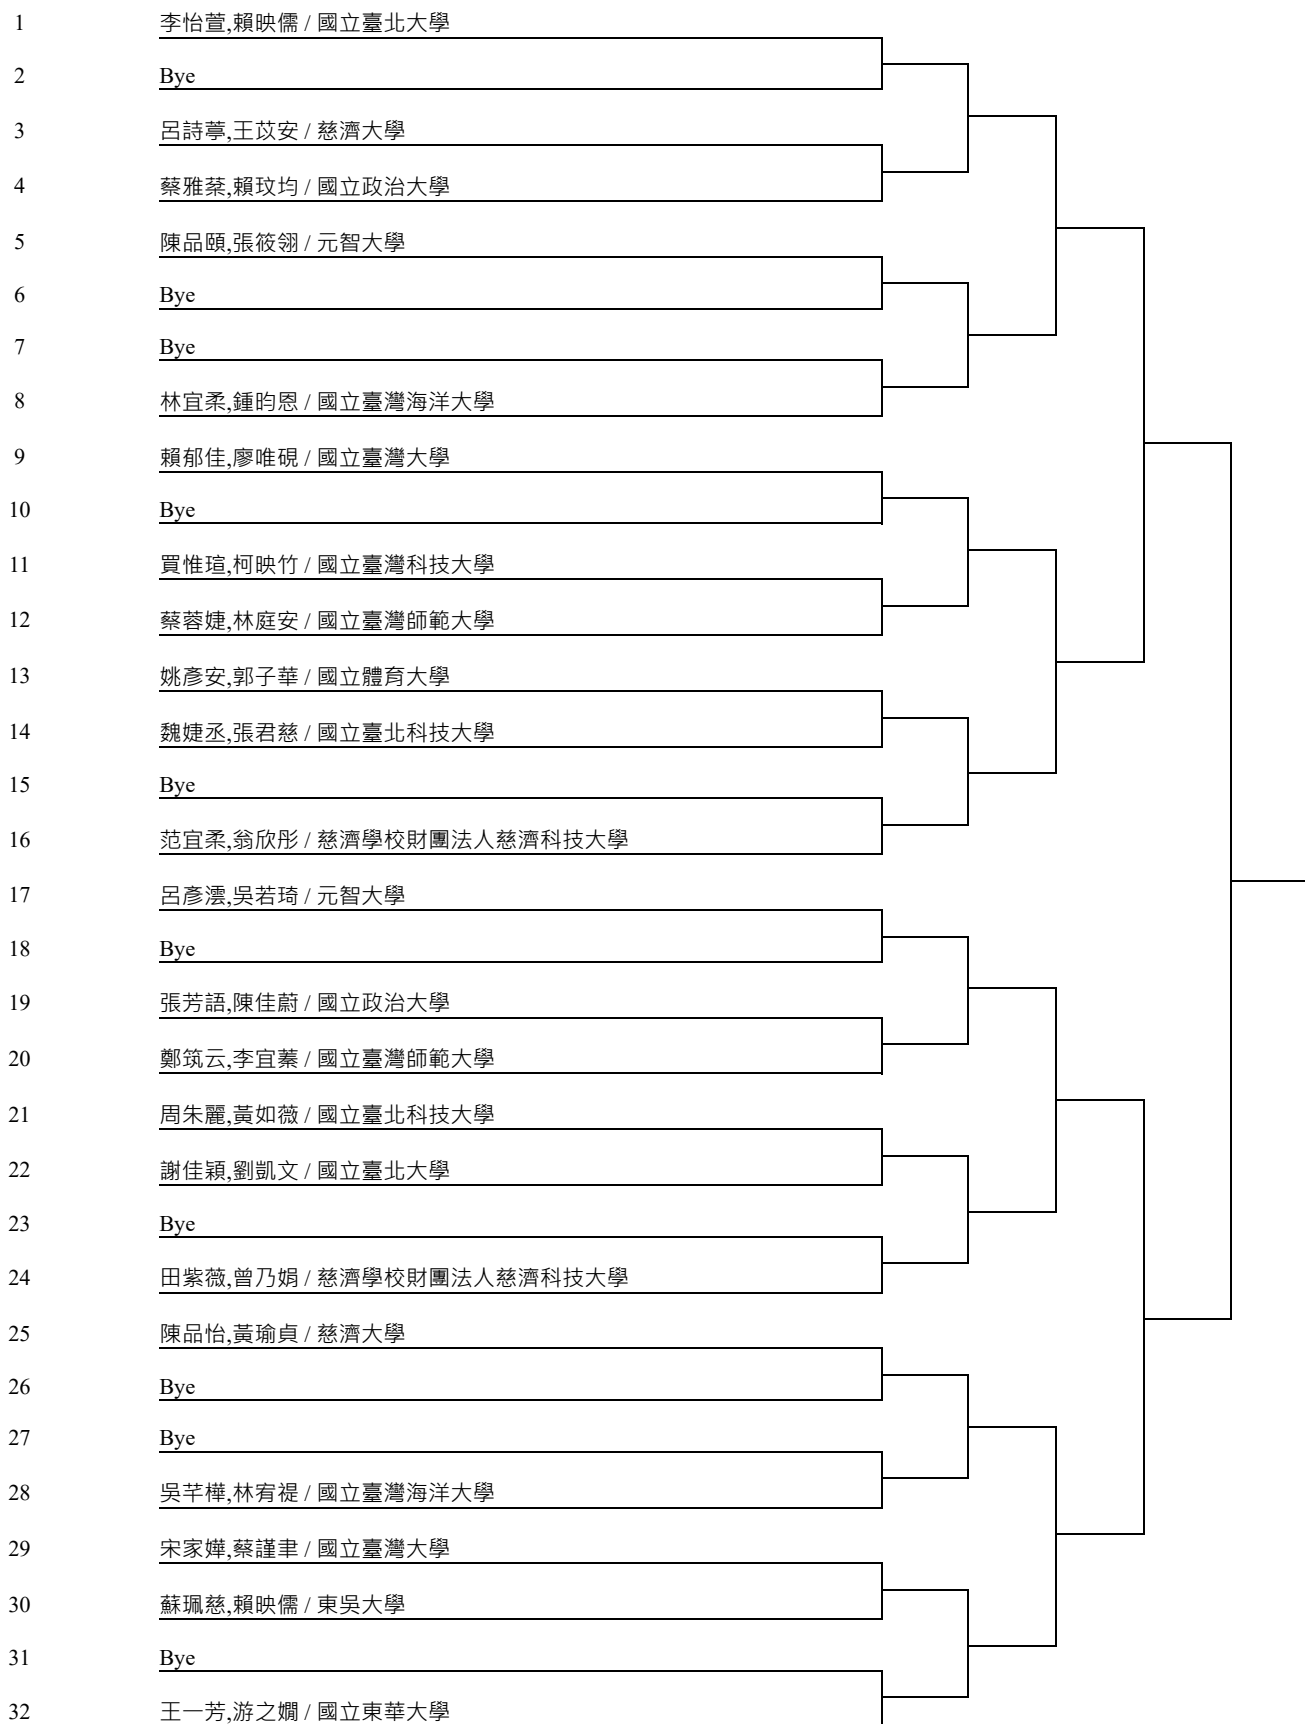 1 李怡萱,賴映儒 / 國立臺北大學
2 Bye
3 呂詩葶,王苡安 / 慈濟大學
4 蔡雅棻,賴玟均 / 國立政治大學
5 陳品頤,張筱翎 / 元智大學
6 Bye
7 Bye
8 林宜柔,鍾昀恩 / 國立臺灣海洋大學
9 賴郁佳,廖唯硯 / 國立臺灣大學
10 Bye
11 買惟瑄,柯映竹 / 國立臺灣科技大學
12 蔡蓉婕,林庭安 / 國立臺灣師範大學
13 姚彥安,郭子華 / 國立體育大學
14 魏婕丞,張君慈 / 國立臺北科技大學
15 Bye
16 范宜柔,翁欣彤 / 慈濟學校財團法人慈濟科技大學
17 呂彥澐,吳若琦 / 元智大學
18 Bye
19 張芳語,陳佳蔚 / 國立政治大學
20 鄭筑云,李宜蓁 / 國立臺灣師範大學
21 周朱麗,黃如薇 / 國立臺北科技大學
22 謝佳穎,劉凱文 / 國立臺北大學
23 Bye
24 田紫薇,曾乃娟 / 慈濟學校財團法人慈濟科技大學
25 陳品怡,黃瑜貞 / 慈濟大學
26 Bye
27 Bye
28 吳芊樺,林宥禔 / 國立臺灣海洋大學
29 宋家嬅,蔡謹聿 / 國立臺灣大學
30 蘇珮慈,賴映儒 / 東吳大學
31 Bye
32 王一芳,游之嫺 / 國立東華大學